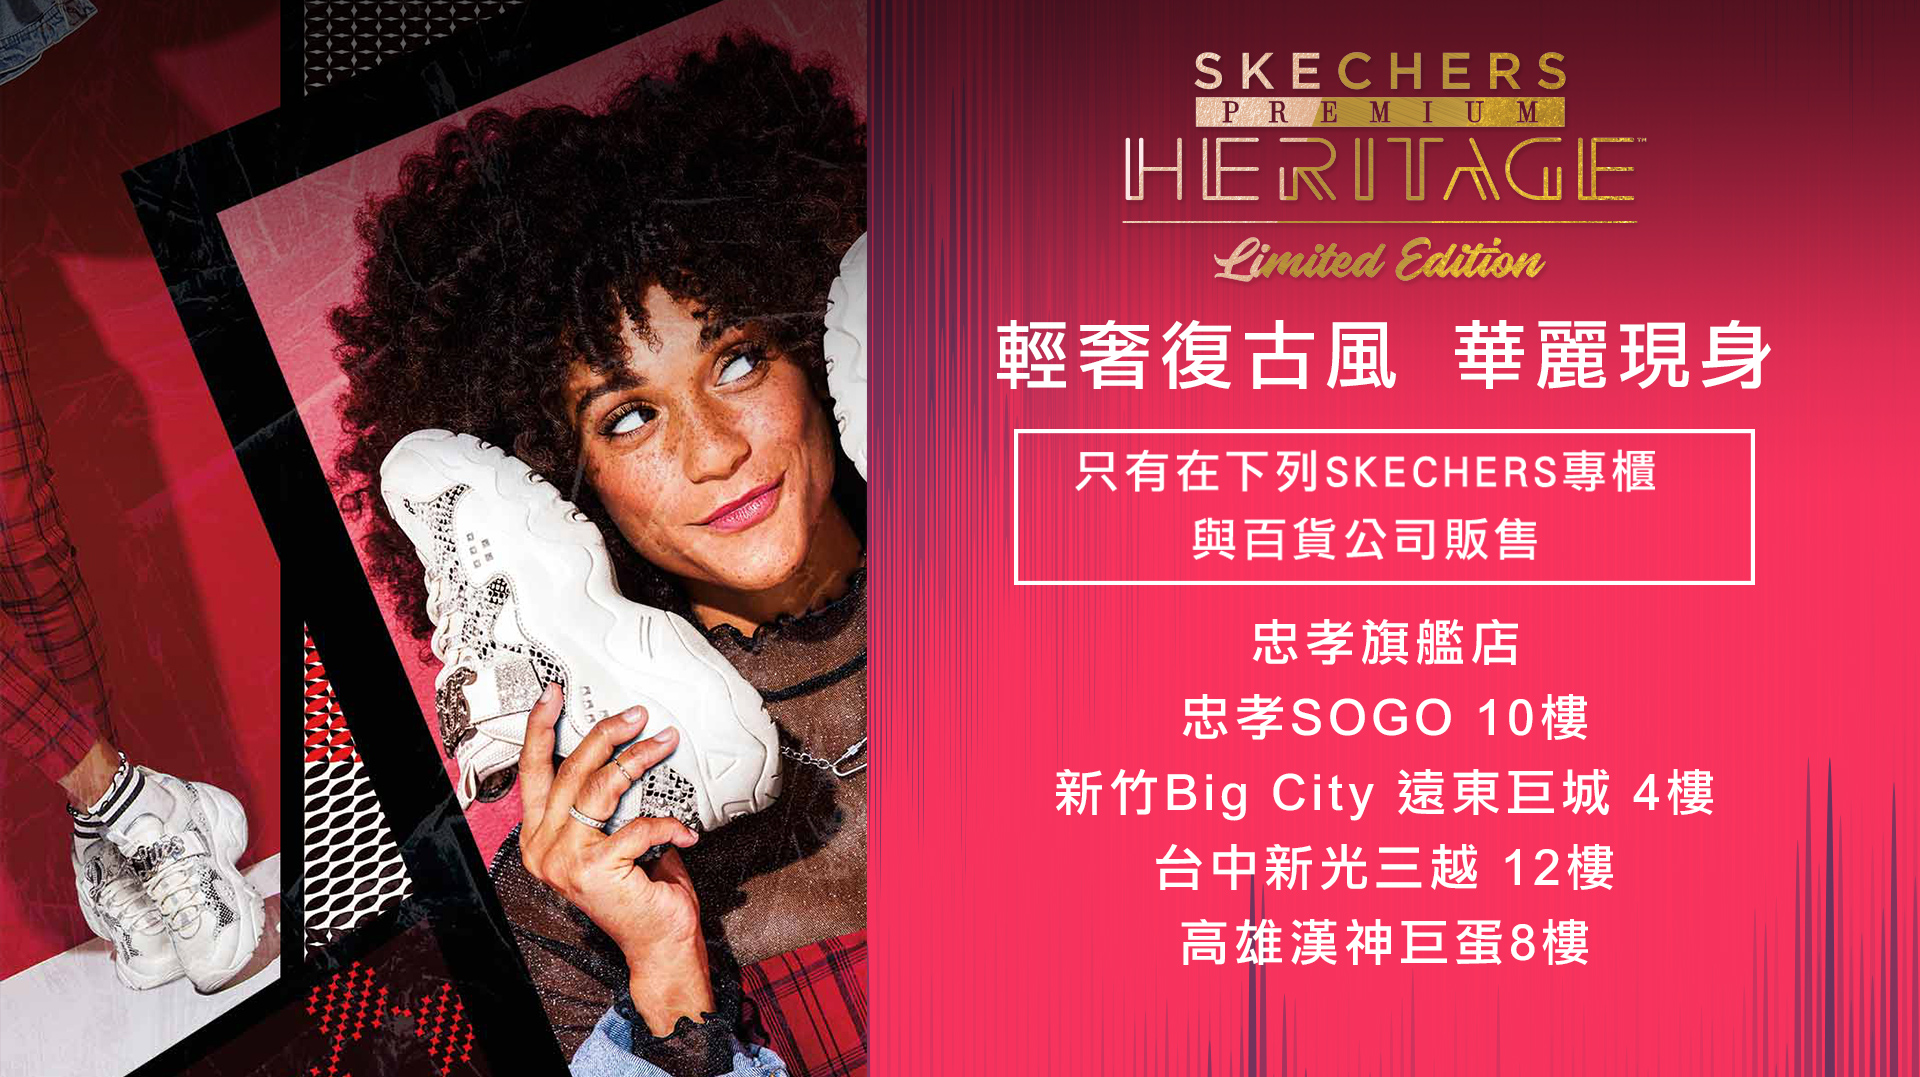 SKECHERS
PREMIUM
HERITAGE™
Limited Edition
輕奢復古風 華麗現身
只有在下列SKECHERS專櫃
與百貨公司販售
忠孝旗艦店
忠孝SOGO 10樓
新竹Big City 遠東巨城 4樓
台中新光三越 12樓
高雄漢神巨蛋8樓